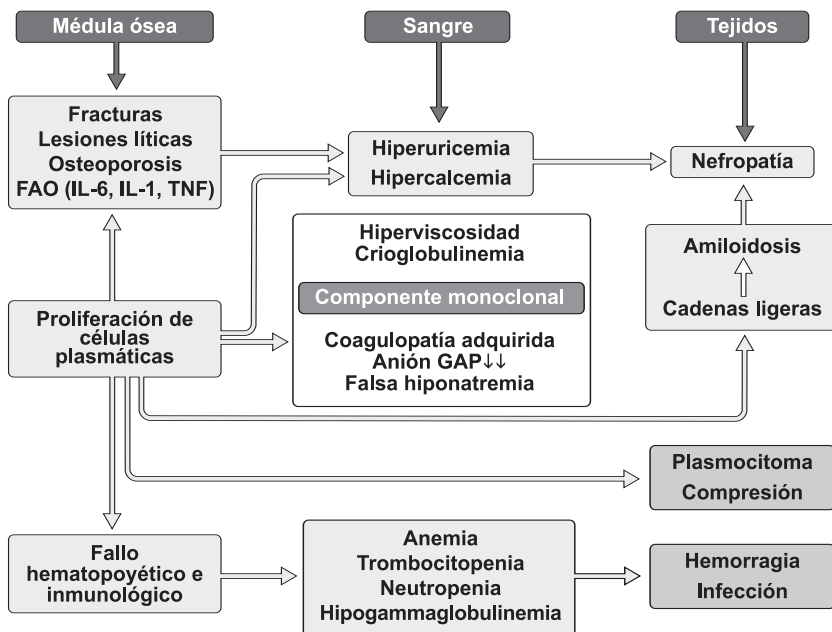 Médula ósea
Sangre
Tejidos
Fracturas
Lesiones líticas
Osteoporosis
FAO (IL-6, IL-1, TNF)
Hiperuricemia
Hipercalcemia
Nefropatía
Hiperviscosidad
Crioglobulinemia
Componente monoclonal
Coagulopatía adquirida
Anión GAP↓↓
Falsa hiponatremia
Amiloidosis
Cadenas ligeras
Proliferación de
células
plasmáticas
Plasmocitoma
Compresión
Fallo
hematopoyético e
inmunológico
Anemia
Trombocitopenia
Neutropenia
Hipogammaglobulinemia
Hemorragia
Infección